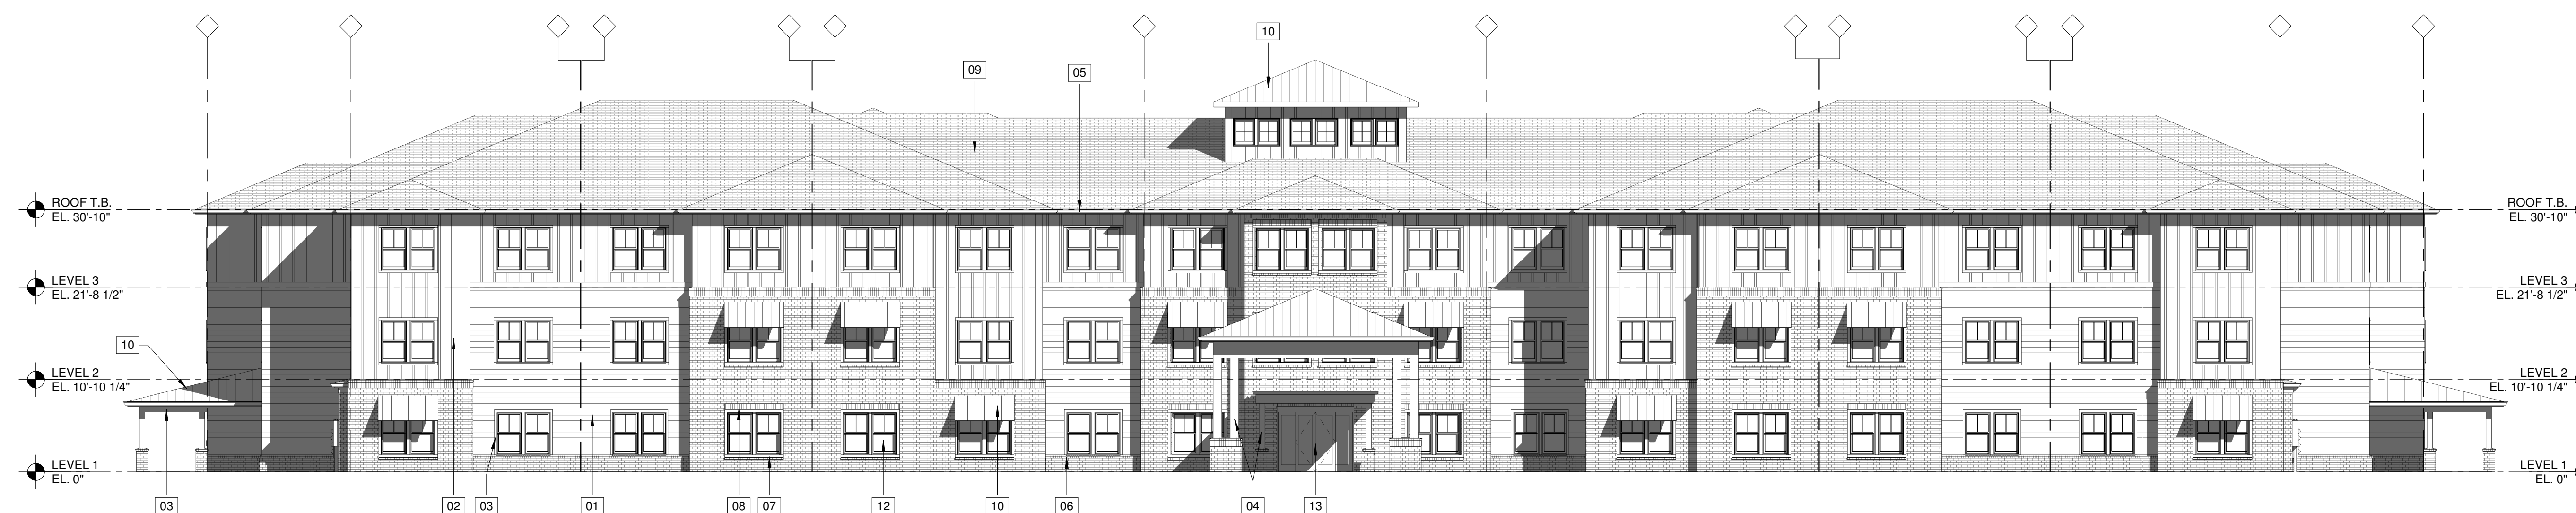 10
09
05
ROOF T.B.
EL. 30'-10"
ROOF T.B.
EL. 30'-10"
LEVEL 3
EL. 21'-8 1/2"
LEVEL 3
EL. 21'-8 1/2"
10
LEVEL 2
EL. 10'-10 1/4"
LEVEL 2
EL. 10'-10 1/4"
LEVEL 1
EL. 0"
LEVEL 1
EL. 0"
03
02
03
01
08
07
12
10
06
04
13